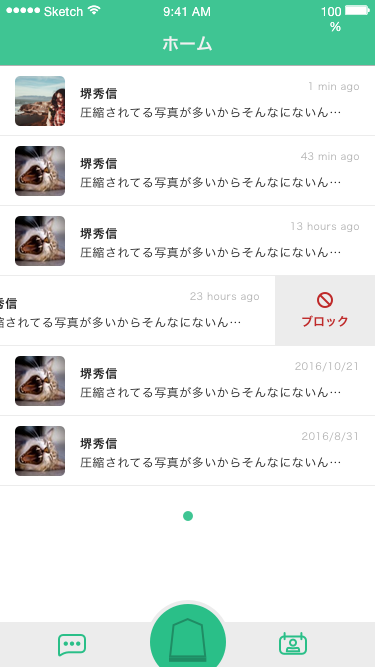 ●●●●● Sketch 9:41 AM 100
%
ホーム
1 min ago
堺秀信
圧縮されてる写真が多いからそんなにないん…
43 min ago
堺秀信
圧縮されてる写真が多いからそんなにないん…
13 hours ago
堺秀信
圧縮されてる写真が多いからそんなにないん…
23 hours ago
秀信
されてる写真が多いからそんなにないん…
ブロック
2016/10/21
堺秀信
圧縮されてる写真が多いからそんなにないん…
2016/8/31
堺秀信
圧縮されてる写真が多いからそんなにないん…